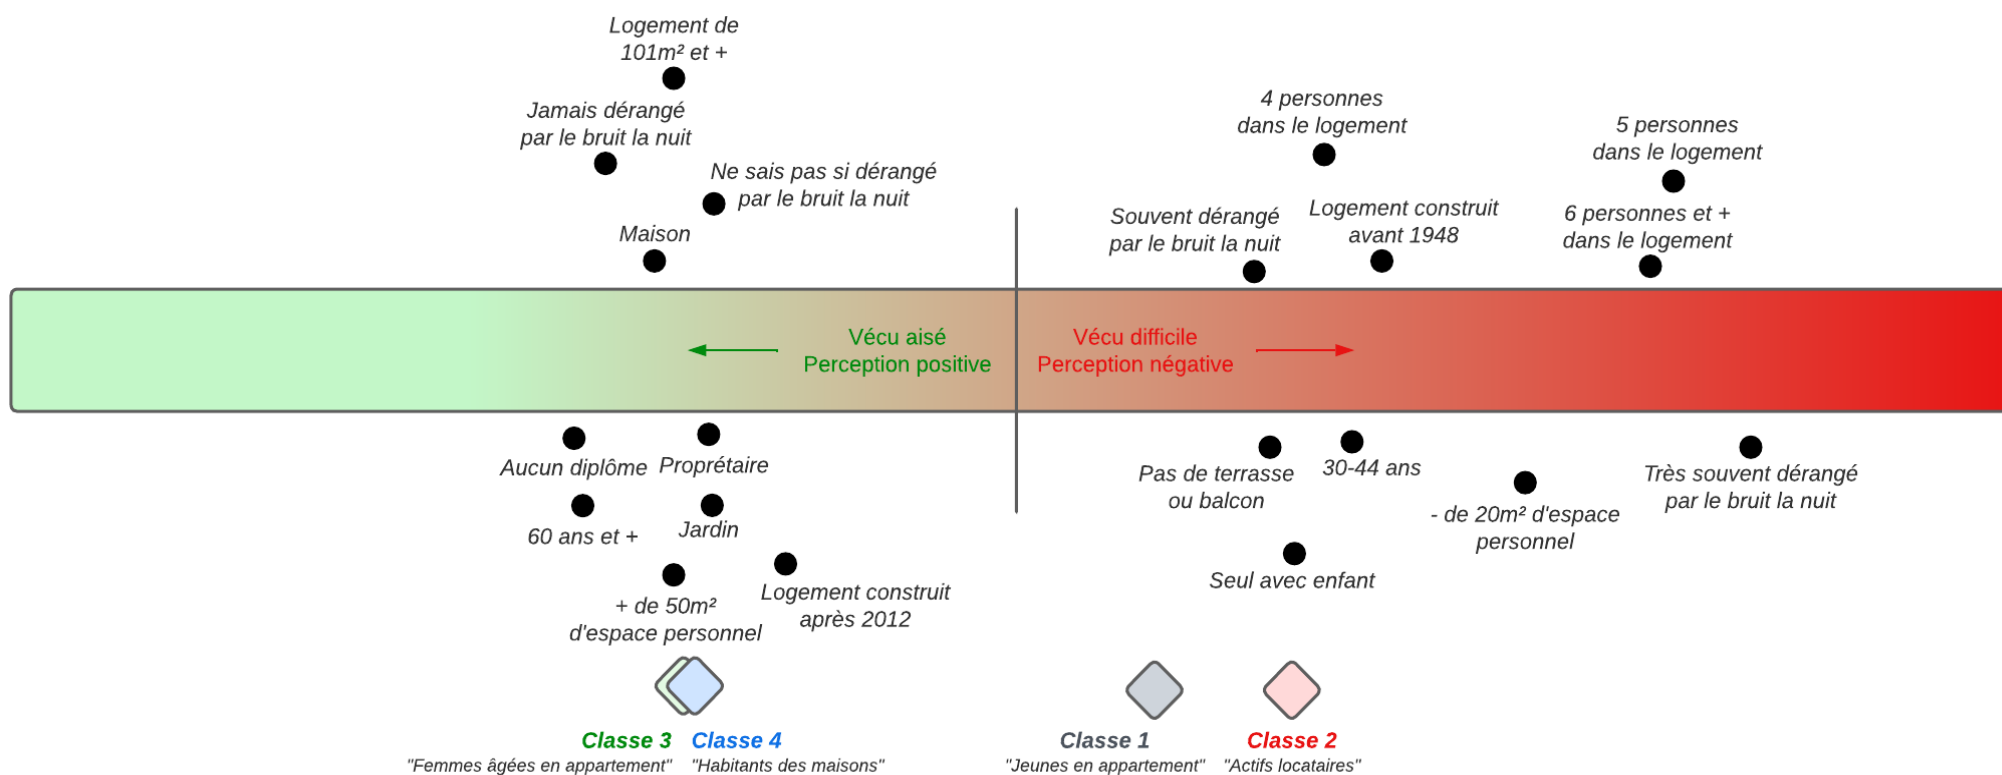 Logement de
101m² et +
Jamais dérangé
par le bruit la nuit
Ne sais pas si dérangé
par le bruit la nuit
Maison
4 personnes
dans le logement
5 personnes
dans le logement
Souvent dérangé
par le bruit la nuit
Logement construit
avant 1948
6 personnes et +
dans le logement
Vécu aisé
Perception positive
Vécu difficile
Perception négative
Aucun diplôme
Proprétaire
60 ans et +
Jardin
+ de 50m²
d'espace personnel
Logement construit
après 2012
Pas de terrasse
ou balcon
30-44 ans
- de 20m² d'espace
personnel
Très souvent dérangé
par le bruit la nuit
Seul avec enfant
Classe 3
"Femmes âgées en appartement"
Classe 4
"Habitants des maisons"
Classe 1
"Jeunes en appartement"
Classe 2
"Actifs locataires"